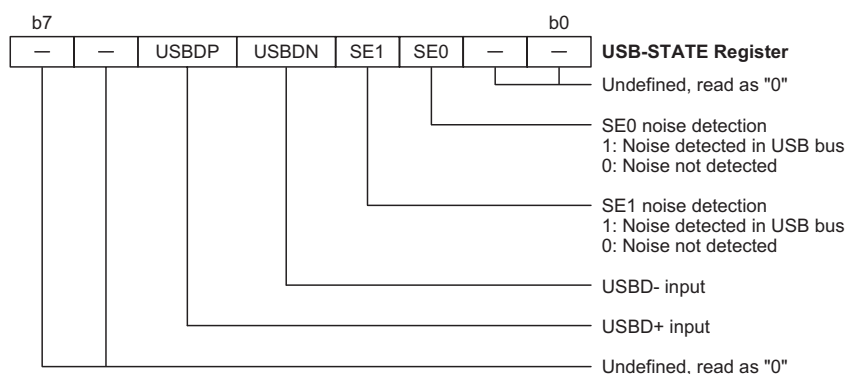 b7 b0
— — USBDP USBDN SE1 SE0 — — USB-STATE Register
Undefined, read as "0"
SE0 noise detection
1: Noise detected in USB bus
0: Noise not detected
SE1 noise detection
1: Noise detected in USB bus
0: Noise not detected
USBD- input
USBD+ input
Undefined, read as "0"